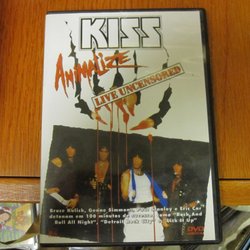 KISS
ANIMALIZE
LIVE UNCENSORED
Bruce Kulick, Genne Simmons, Paul Stanley e Eric Car
detonam em 100 minutos de sucessos como "Rock And
Roll All Night", "Detroit Rock City" e "Lick It Up"
DVD